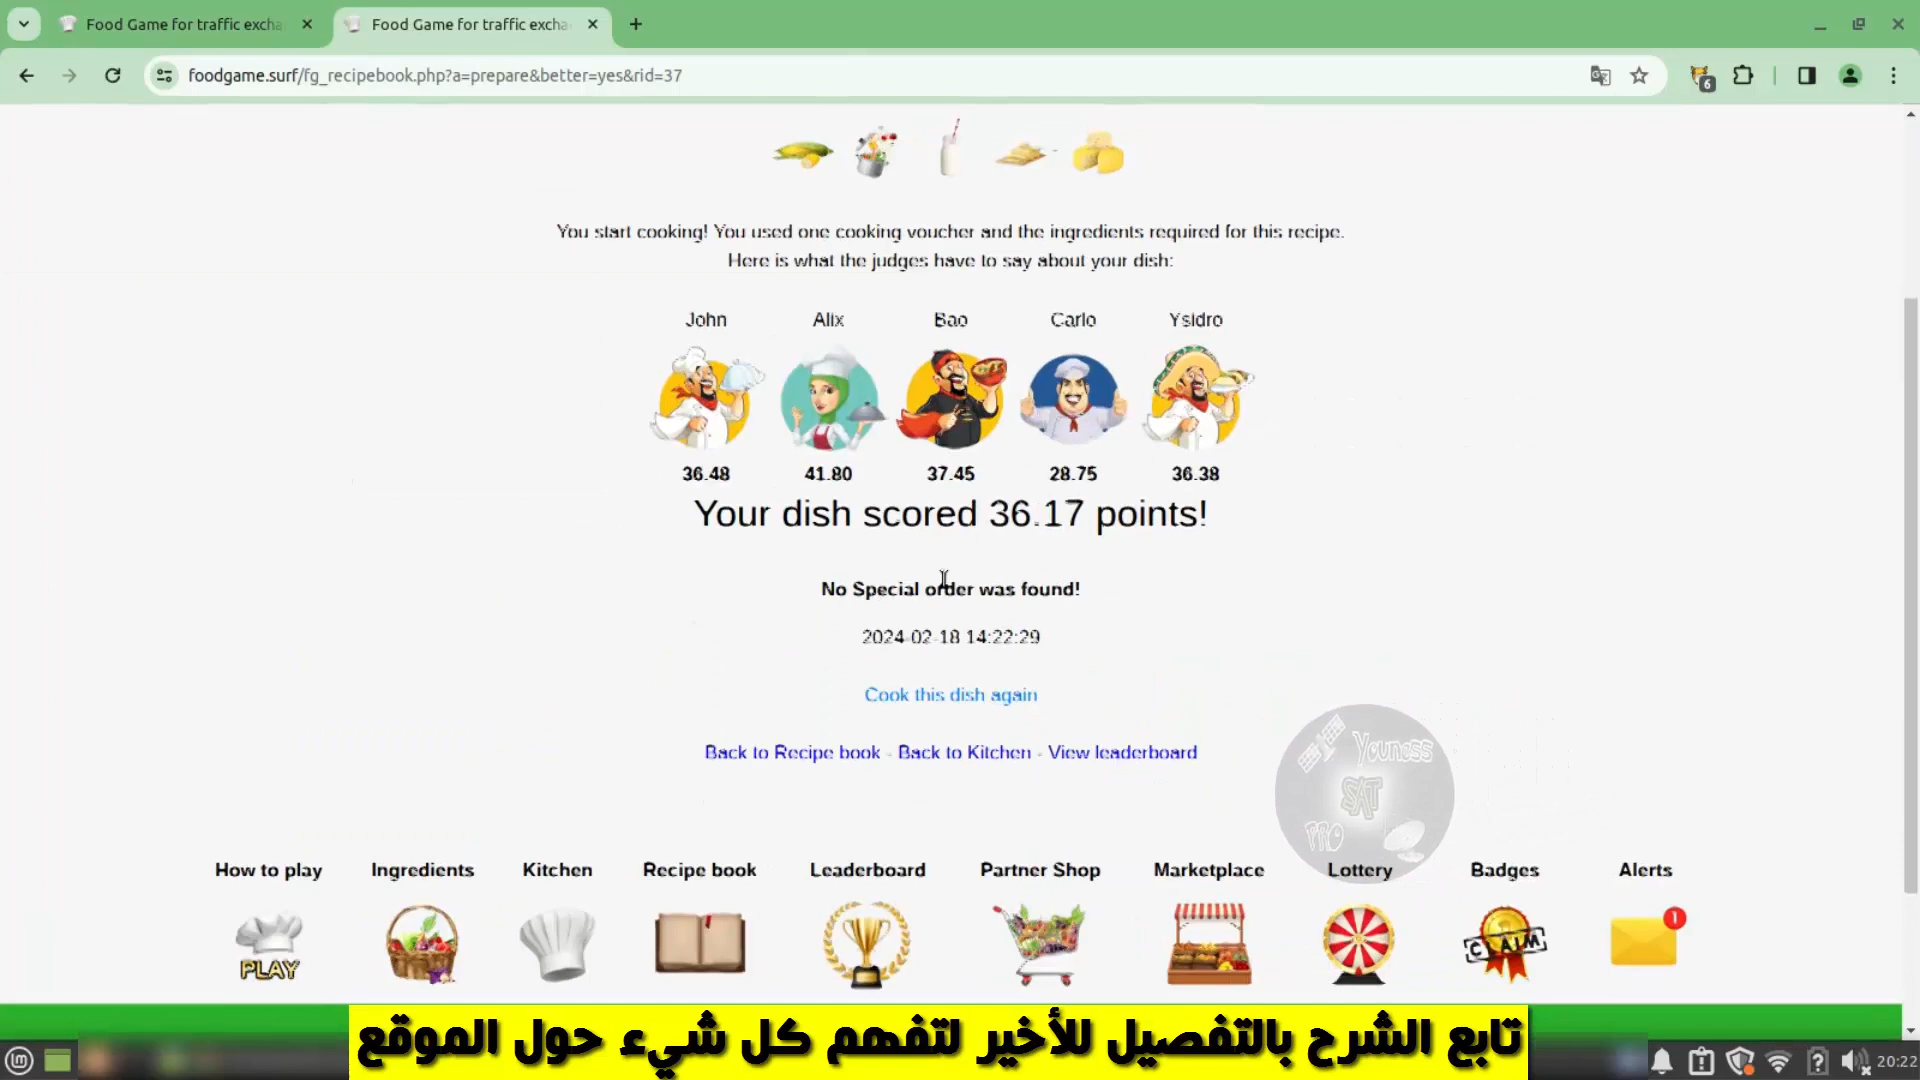 Food Game for traffic excha
Food Game for traffic excha
foodgame.surf/fg_recipebook.php?a=prepare&better=yes&rid=37
6
You start cooking! You used one cooking voucher and the ingredients required for this recipe.
Here is what the judges have to say about your dish:
John Alix Bao Carlo Ysidro
36.48 41.80 37.45 28.75 36.38
Your dish scored 36.17 points!
No Special order was found!
2024-02-18 14:22:29
Cook this dish again
Back to Recipe book - Back to Kitchen - View leaderboard
Youness
SAT
PRO
How to play Ingredients Kitchen Recipe book Leaderboard Partner Shop Marketplace Lottery Badges Alerts
PLAY
CLAIM
1
تابع الشرح بالتفصيل للأخير لتفهم كل شيء حول الموقع
20:22